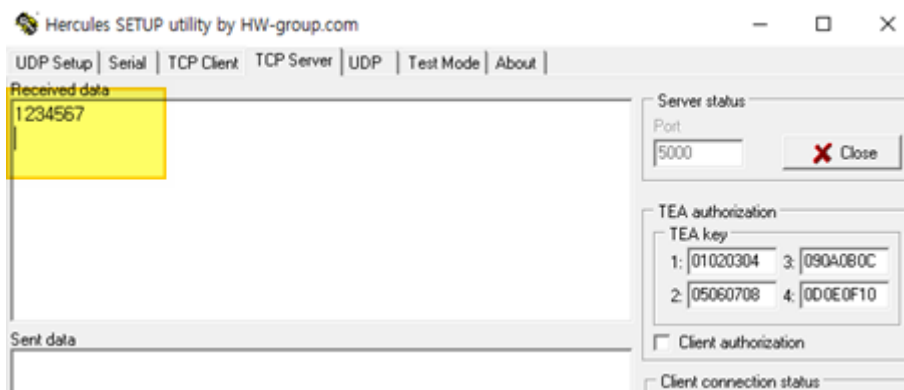 Hercules SETUP utility by HW-group.com
UDP Setup Serial TCP Client TCP Server UDP Test Mode About
Received data
1234567
Server status
Port
5000
Close
TEA authorization
TEA key
1: 01020304 3: 090A0B0C
2: 05060708 4: 0D0E0F10
Client authorization
Sent data
Client connection status